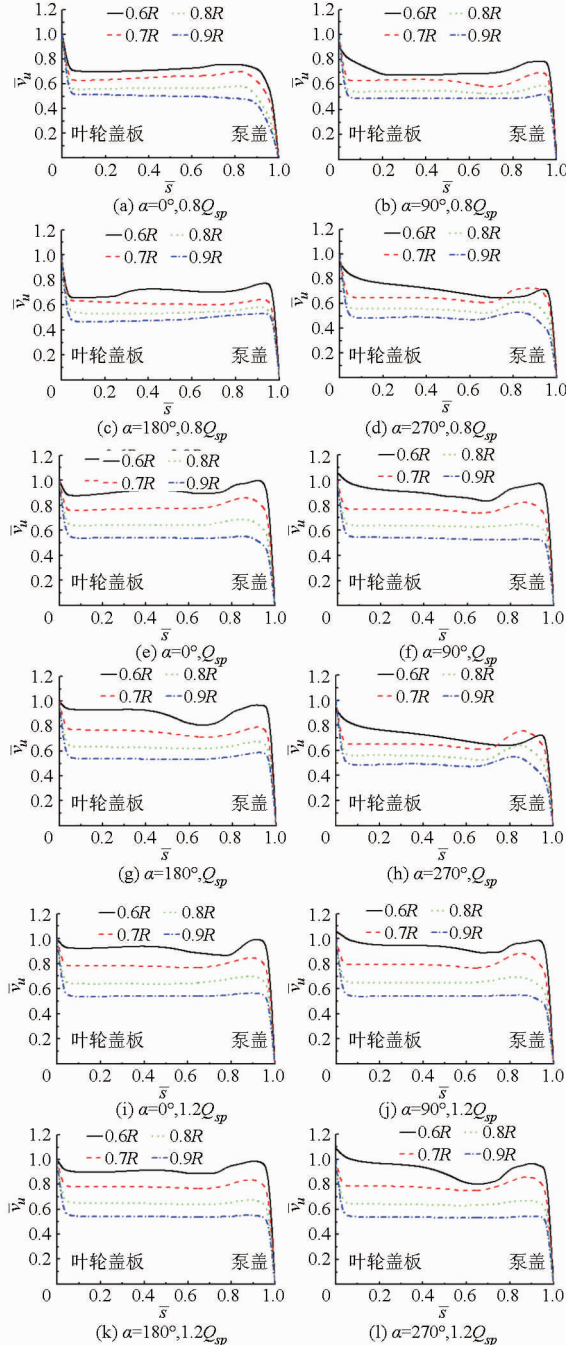 1.2
1.0
0.8
0.6
0.4
0.2
v̄u
0.6R 0.8R
0.7R 0.9R
叶轮盖板 泵盖
0 0.2 0.4 0.6 0.8 1.0
s̄
(a) α=0°,0.8Qsp
1.2
1.0
0.8
0.6
0.4
0.2
v̄u
0.6R 0.8R
0.7R 0.9R
叶轮盖板 泵盖
0 0.2 0.4 0.6 0.8 1.0
s̄
(b) α=90°,0.8Qsp
1.2
1.0
0.8
0.6
0.4
0.2
v̄u
0.6R 0.8R
0.7R 0.9R
叶轮盖板 泵盖
0 0.2 0.4 0.6 0.8 1.0
s̄
(c) α=180°,0.8Qsp
1.2
1.0
0.8
0.6
0.4
0.2
v̄u
0.6R 0.8R
0.7R 0.9R
叶轮盖板 泵盖
0 0.2 0.4 0.6 0.8 1.0
s̄
(d) α=270°,0.8Qsp
1.2
1.0
0.8
0.6
0.4
0.2
v̄u
0.6R 0.8R
0.7R 0.9R
叶轮盖板 泵盖
0 0.2 0.4 0.6 0.8 1.0
s̄
(e) α=0°,Qsp
1.2
1.0
0.8
0.6
0.4
0.2
v̄u
0.6R 0.8R
0.7R 0.9R
叶轮盖板 泵盖
0 0.2 0.4 0.6 0.8 1.0
s̄
(f) α=90°,Qsp
1.2
1.0
0.8
0.6
0.4
0.2
v̄u
0.6R 0.8R
0.7R 0.9R
叶轮盖板 泵盖
0 0.2 0.4 0.6 0.8 1.0
s̄
(g) α=180°,Qsp
1.2
1.0
0.8
0.6
0.4
0.2
v̄u
0.6R 0.8R
0.7R 0.9R
叶轮盖板 泵盖
0 0.2 0.4 0.6 0.8 1.0
s̄
(h) α=270°,Qsp
1.2
1.0
0.8
0.6
0.4
0.2
v̄u
0.6R 0.8R
0.7R 0.9R
叶轮盖板 泵盖
0 0.2 0.4 0.6 0.8 1.0
s̄
(i) α=0°,1.2Qsp
1.2
1.0
0.8
0.6
0.4
0.2
v̄u
0.6R 0.8R
0.7R 0.9R
叶轮盖板 泵盖
0 0.2 0.4 0.6 0.8 1.0
s̄
(j) α=90°,1.2Qsp
1.2
1.0
0.8
0.6
0.4
0.2
v̄u
0.6R 0.8R
0.7R 0.9R
叶轮盖板 泵盖
0 0.2 0.4 0.6 0.8 1.0
s̄
(k) α=180°,1.2Qsp
1.2
1.0
0.8
0.6
0.4
0.2
v̄u
0.6R 0.8R
0.7R 0.9R
叶轮盖板 泵盖
0 0.2 0.4 0.6 0.8 1.0
s̄
(l) α=270°,1.2Qsp